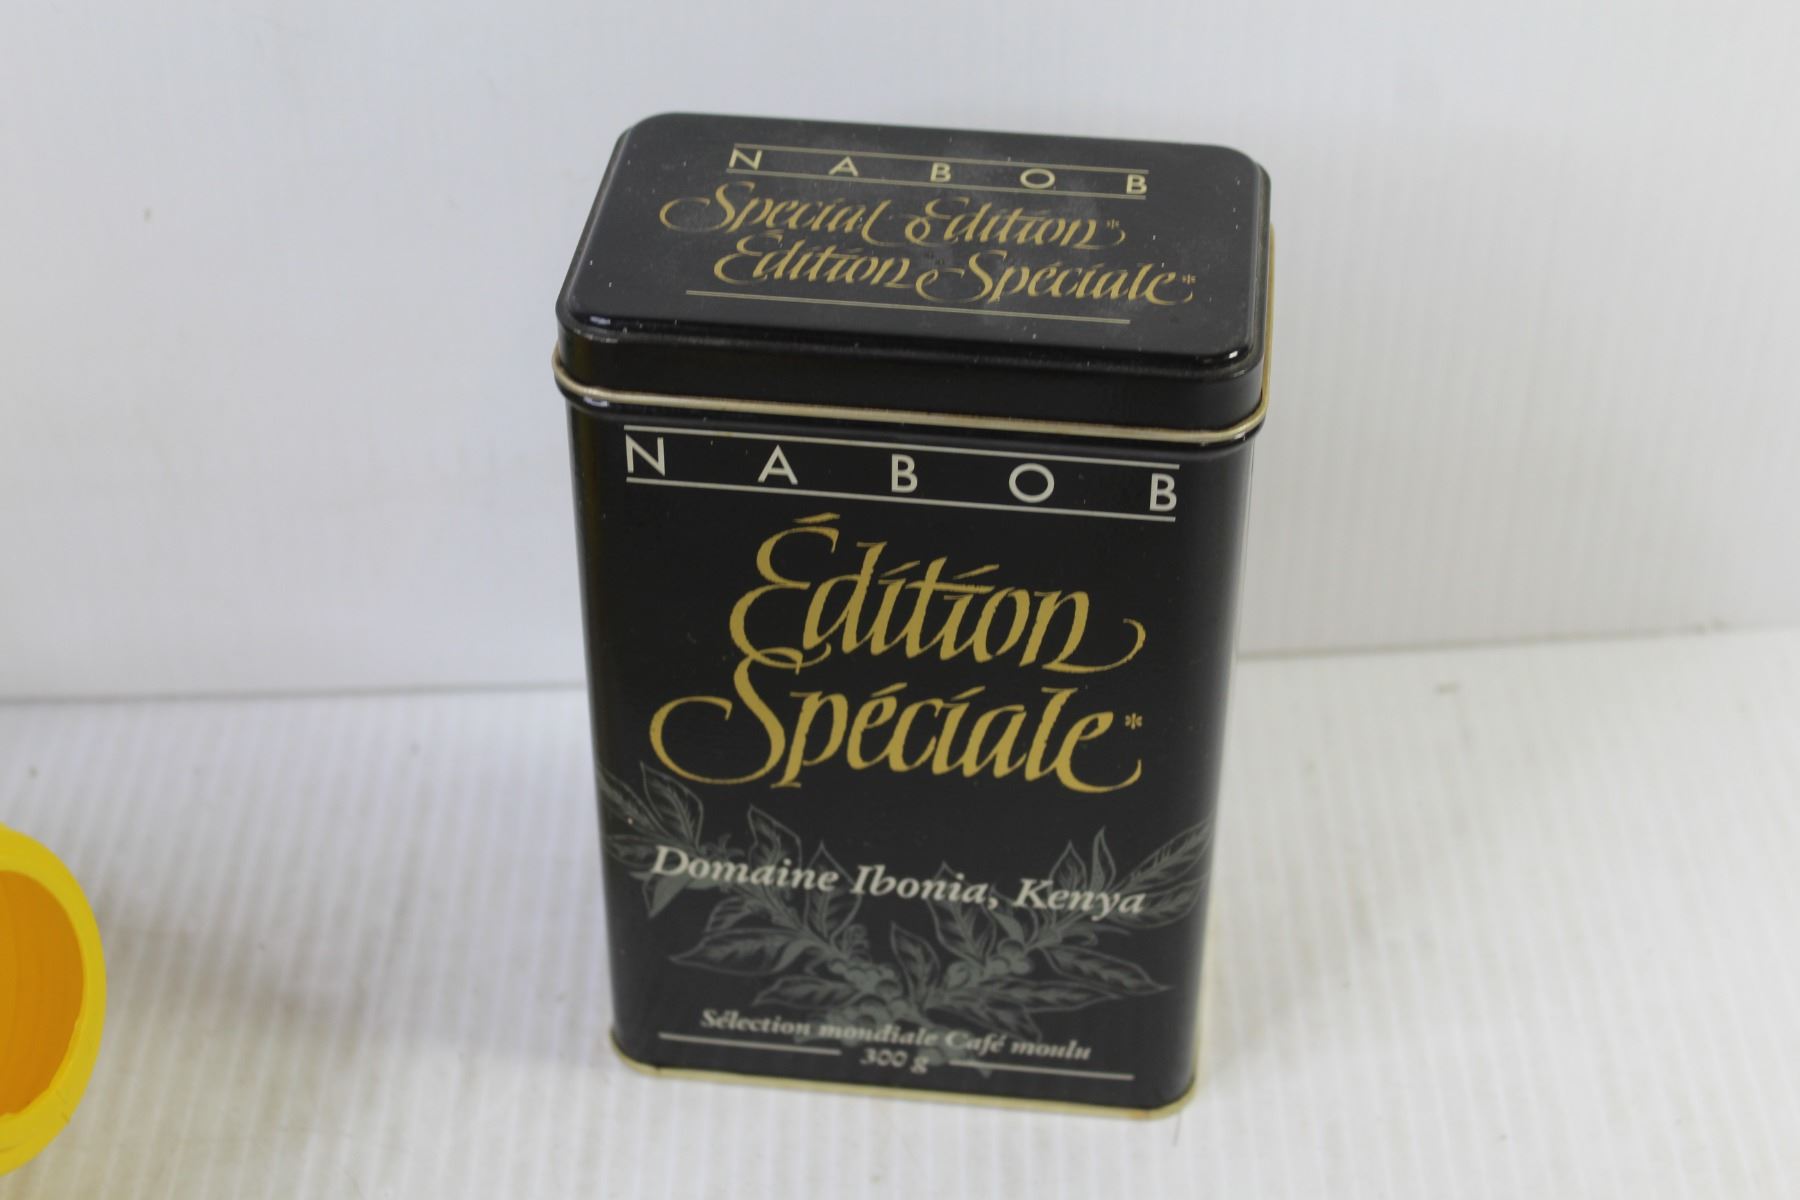 NABOB
Special Edition*
Édition Spéciale*
NABOB
Édition
Spéciale*
Domaine Ibonia, Kenya
Sélection mondiale Café moulu
300 g